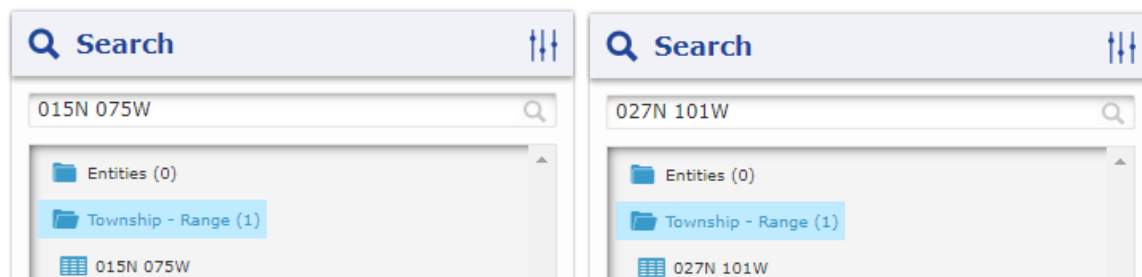 Search
015N 075W
Entities (0)
Township - Range (1)
015N 075W
Search
027N 101W
Entities (0)
Township - Range (1)
027N 101W